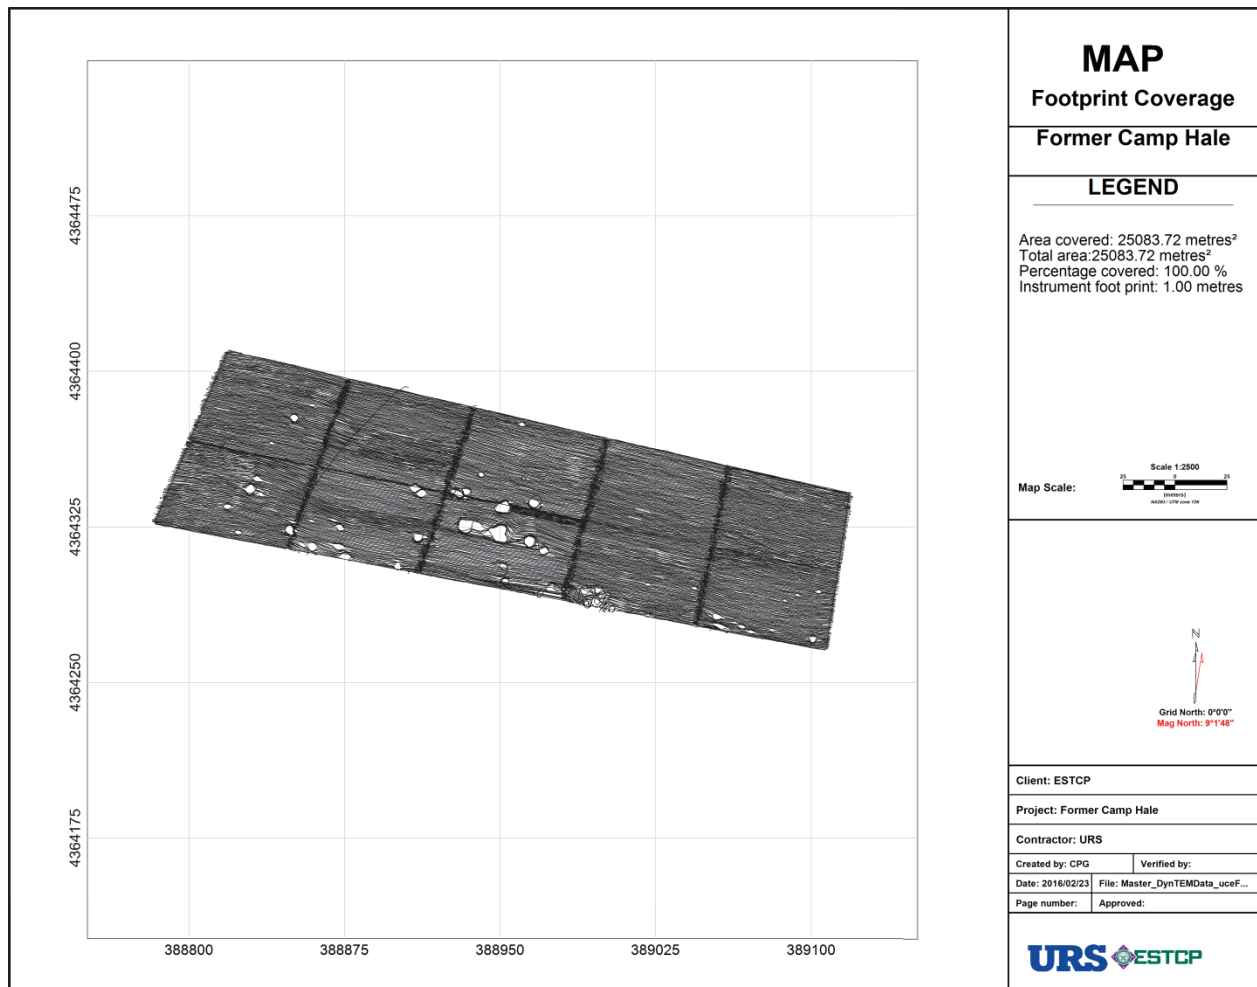 MAP
Footprint Coverage
Former Camp Hale
LEGEND
Area covered: 25083.72 metres²
Total area:25083.72 metres²
Percentage covered: 100.00 %
Instrument foot print: 1.00 metres
Map Scale:
Scale 1:2500
25 0 25
(meters)
NAD83 / UTM zone 13N
N
Grid North: 0°0'0"
Mag North: 9°1'48"
Client: ESTCP
Project: Former Camp Hale
Contractor: URS
Created by: CPG
Verified by:
Date: 2016/02/23
File: Master_DynTEMData_uceF...
Page number:
Approved:
URS
ESTCP
4364475
4364400
4364325
4364250
4364175
388800 388875 388950 389025 389100